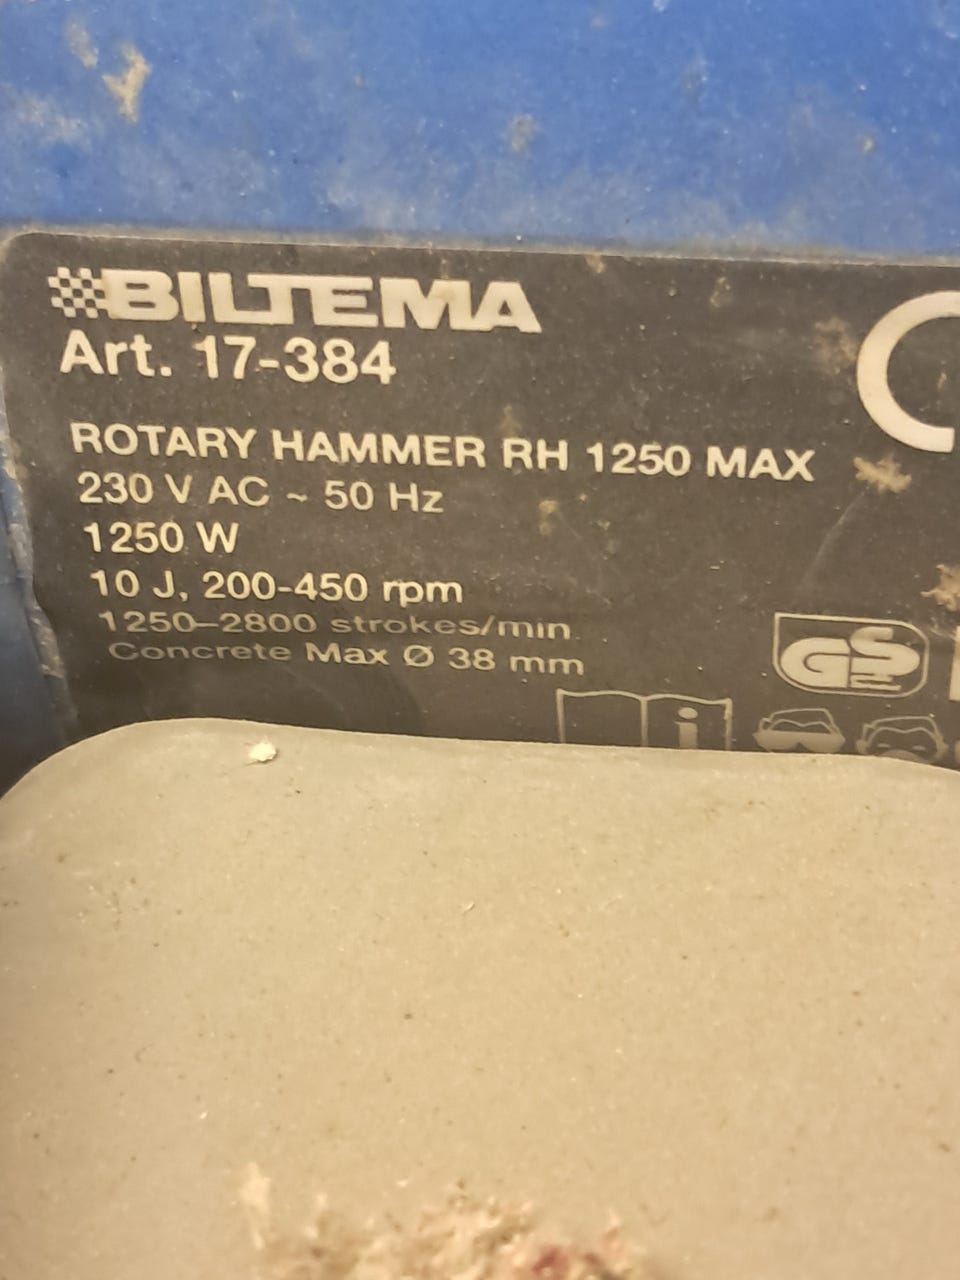 BILTEMA
Art. 17-384
ROTARY HAMMER RH 1250 MAX
230 V AC ~ 50 Hz
1250 W
10 J, 200-450 rpm
1250–2800 strokes/min
Concrete Max Ø 38 mm
GS
i